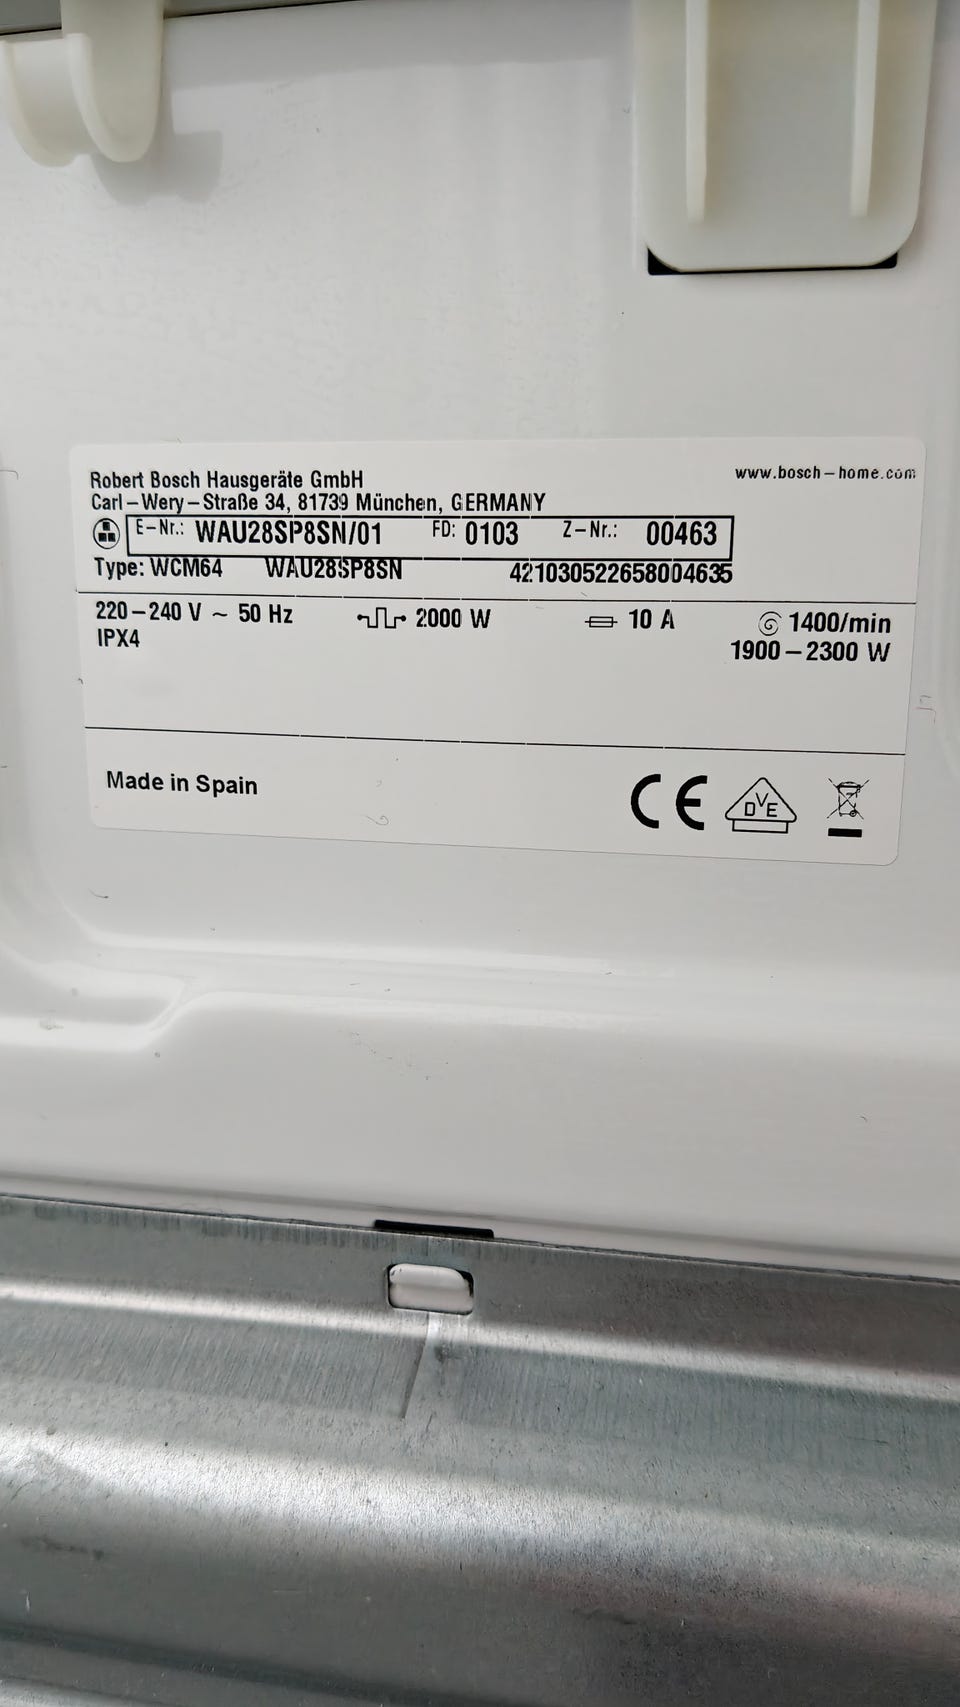 Robert Bosch Hausgeräte GmbH
www.bosch-home.com
Carl-Wery-Straße 34, 81739 München, GERMANY
E-Nr.: WAU28SP8SN/01 FD: 0103 Z-Nr.: 00463
Type: WCM64 WAU28SP8SN 421030522658004635
220-240 V ~ 50 Hz 2000 W 10 A 1400/min
IPX4 1900-2300 W
Made in Spain CE DVE